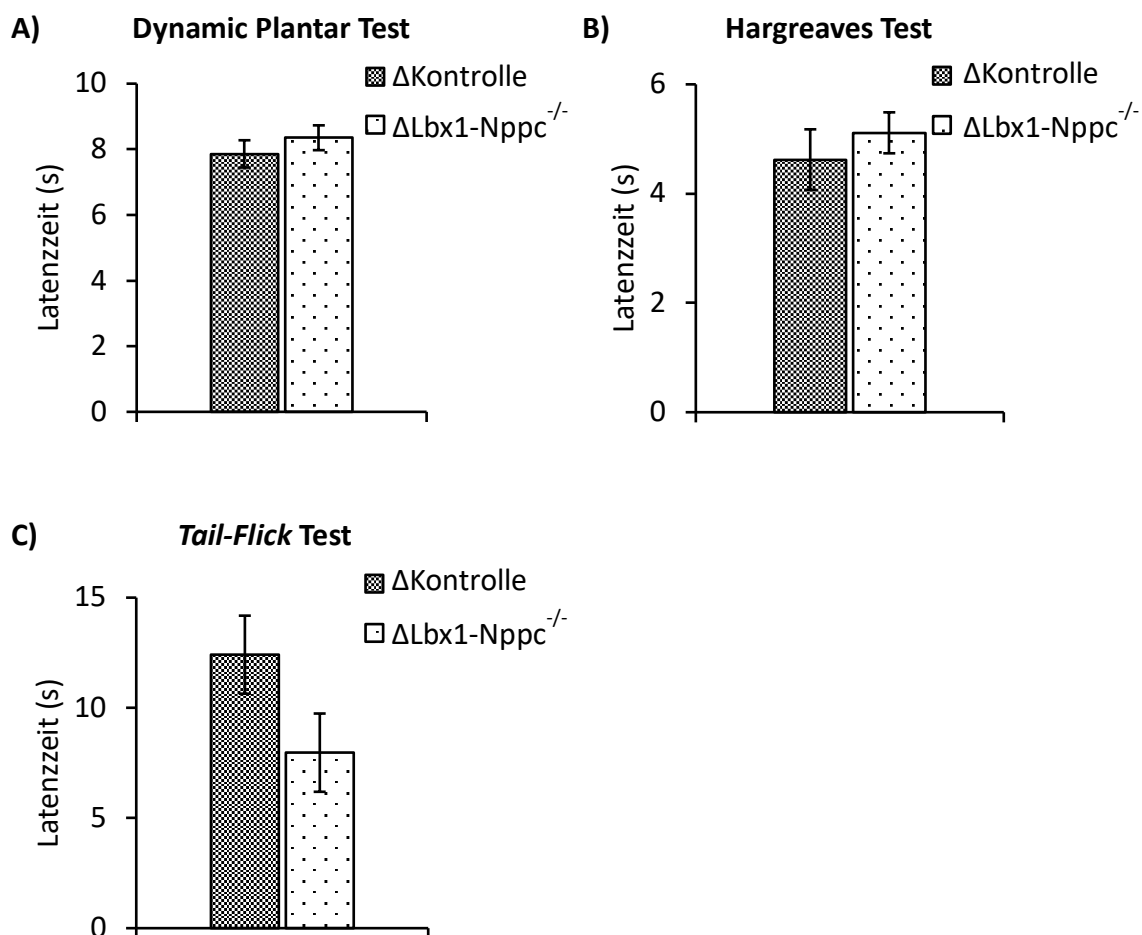 A) Dynamic Plantar Test
ΔKontrolle
ΔLbx1-Nppc-/-
Latenzzeit (s)
10
8
6
4
2
0
B) Hargreaves Test
ΔKontrolle
ΔLbx1-Nppc-/-
Latenzzeit (s)
6
4
2
0
C) Tail-Flick Test
ΔKontrolle
ΔLbx1-Nppc-/-
Latenzzeit (s)
15
10
5
0